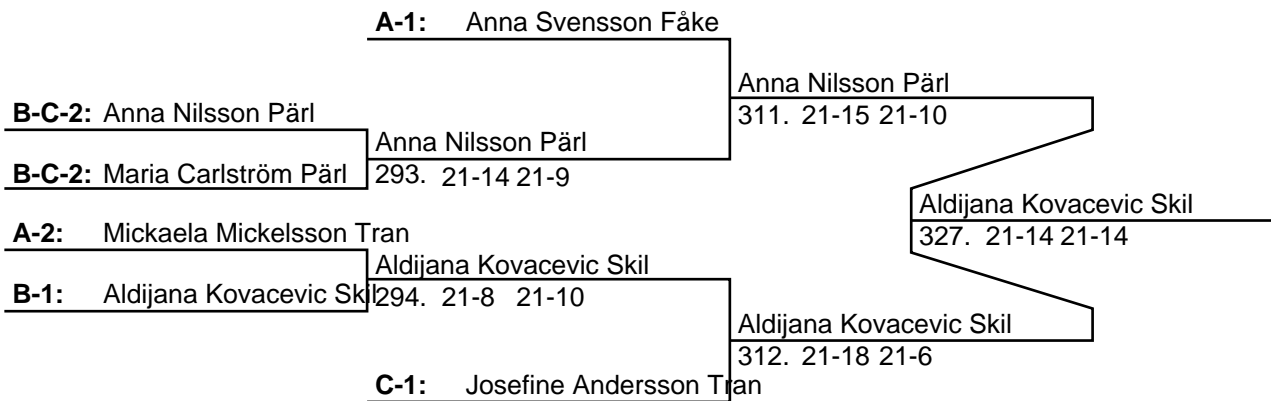 A-1: Anna Svensson Fåke
Anna Nilsson Pärl
311. 21-15 21-10
B-C-2: Anna Nilsson Pärl
Anna Nilsson Pärl
293. 21-14 21-9
B-C-2: Maria Carlström Pärl
Aldijana Kovacevic Skil
327. 21-14 21-14
A-2: Mickaela Mickelsson Tran
Aldijana Kovacevic Skil
294. 21-8 21-10
B-1: Aldijana Kovacevic Skil
Aldijana Kovacevic Skil
312. 21-18 21-6
C-1: Josefine Andersson Tran